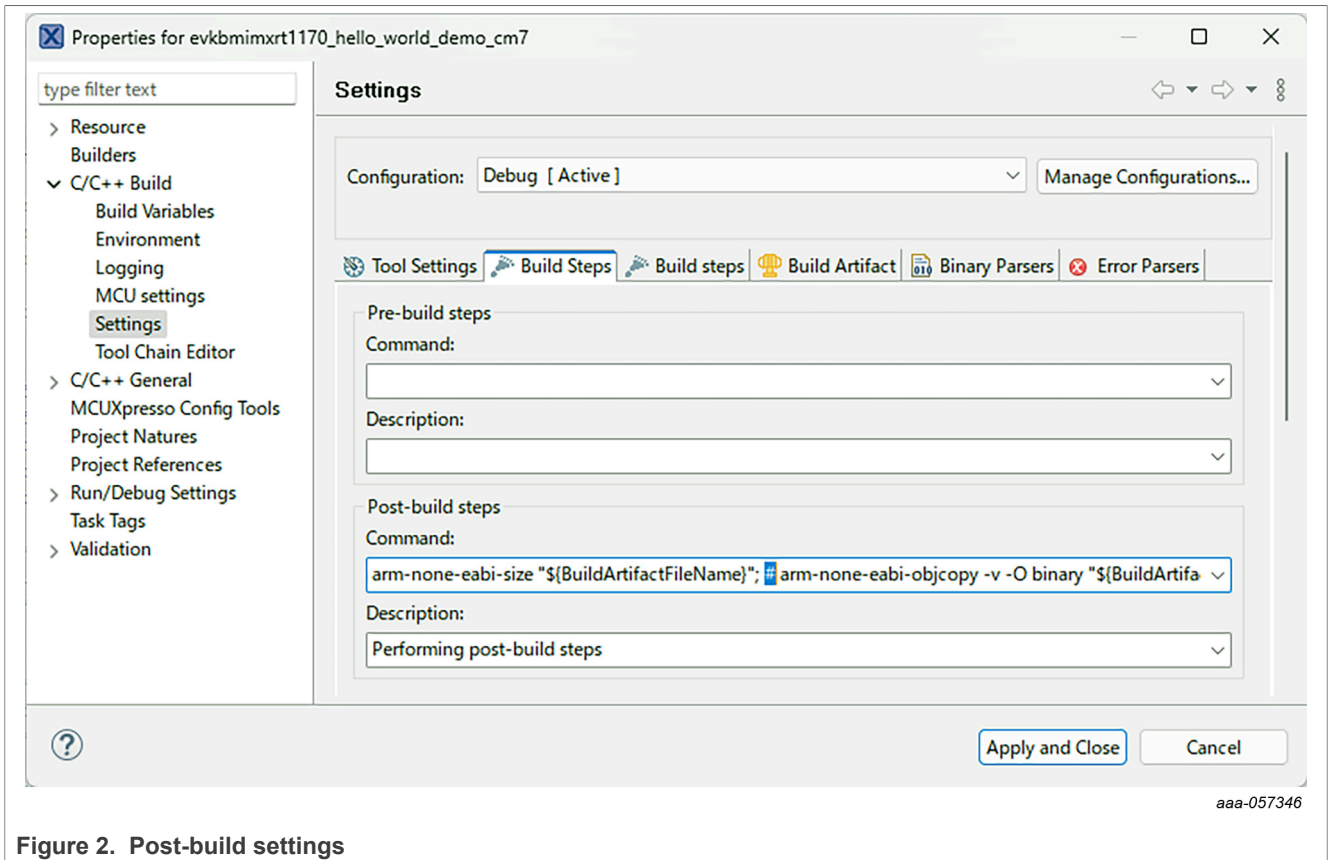 Properties for evkbmimxrt1170_hello_world_demo_cm7
type filter text
Settings
Resource
Builders
C/C++ Build
Build Variables
Environment
Logging
MCU settings
Settings
Tool Chain Editor
C/C++ General
MCUXpresso Config Tools
Project Natures
Project References
Run/Debug Settings
Task Tags
Validation
Configuration: Debug [ Active ] Manage Configurations...
Tool Settings Build Steps Build steps Build Artifact Binary Parsers Error Parsers
Pre-build steps
Command:
Description:
Post-build steps
Command:
arm-none-eabi-size "${BuildArtifactFileName}"; # arm-none-eabi-objcopy -v -O binary "${BuildArtifa
Description:
Performing post-build steps
? Apply and Close Cancel
aaa-057346
Figure 2. Post-build settings